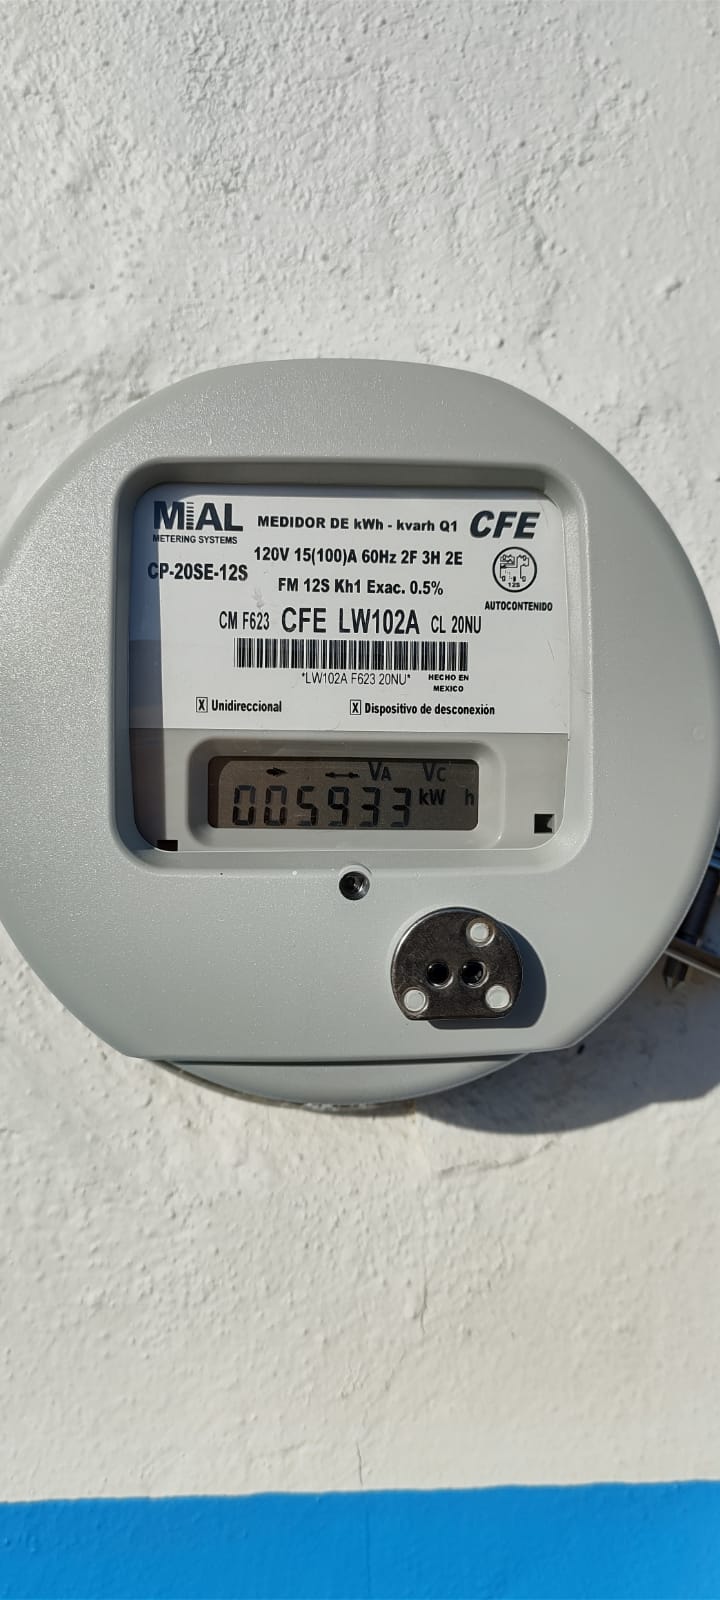 MIAL
METERING SYSTEMS
MEDIDOR DE kWh - kvarh Q1
CFE
120V 15(100)A 60Hz 2F 3H 2E
CP-20SE-12S
FM 12S Kh1 Exac. 0.5%
12S
AUTOCONTENIDO
CM F623 CFE LW102A CL 20NU
*LW102A F623 20NU*
HECHO EN
MEXICO
X Unidireccional
X Dispositivo de desconexión
VA VC
005933 kW h